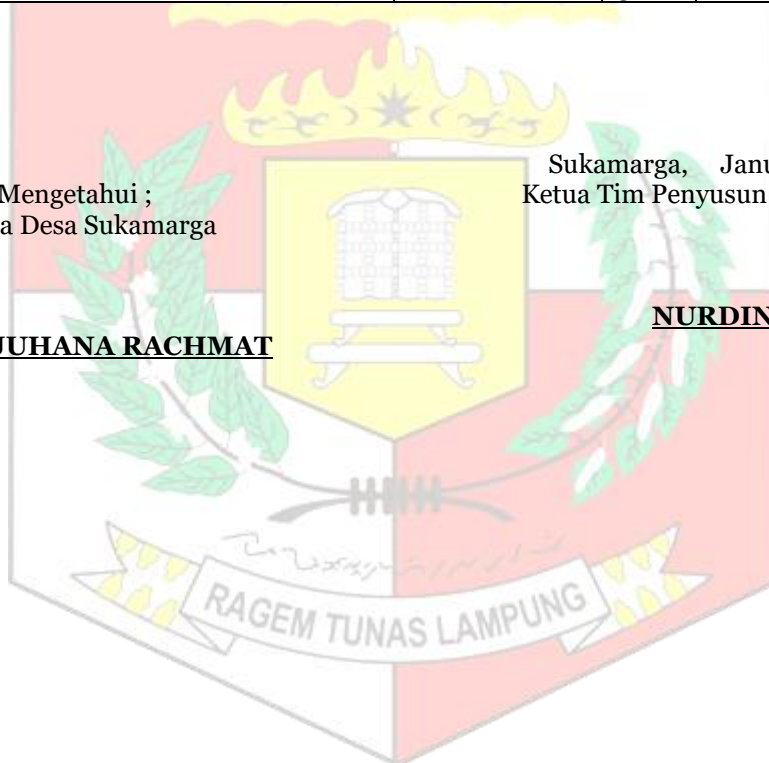 Sukamarga, Janu
Mengetahui ;
Ketua Tim Penyusun
a Desa Sukamarga
NURDIN
JUHANA RACHMAT
RAGEM TUNAS LAMPUNG